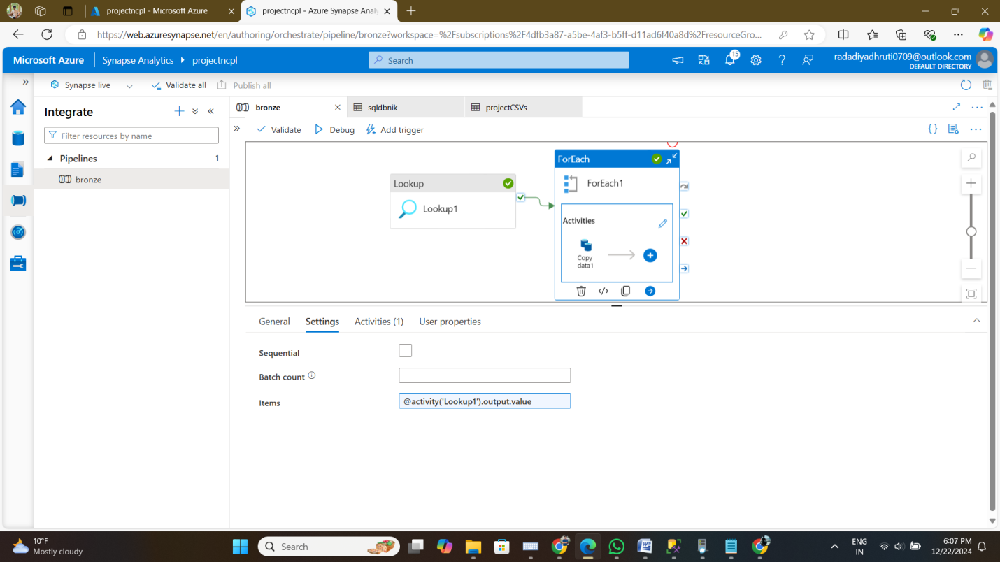 projectncpl - Microsoft Azure
projectncpl - Azure Synapse Anal
https://web.azuresynapse.net/en/authoring/orchestrate/pipeline/bronze?workspace=%2Fsubscriptions%2F4dfb3a87-a5be-4af3-b5ff-d11ad6f40a8d%2FresourceGro...
Microsoft Azure
Synapse Analytics
projectncpl
Search
15
radadiyadhruti0709@outlook.com
DEFAULT DIRECTORY
Synapse live
Validate all
Publish all
Integrate
Filter resources by name
Pipelines
1
bronze
bronze
sqldbnik
projectCSVs
Validate
Debug
Add trigger
Lookup
Lookup1
ForEach
ForEach1
Activities
Copy
data1
General
Settings
Activities (1)
User properties
Sequential
Batch count
Items
@activity('Lookup1').output.value
10°F
Mostly cloudy
Search
ENG
IN
6:07 PM
12/22/2024